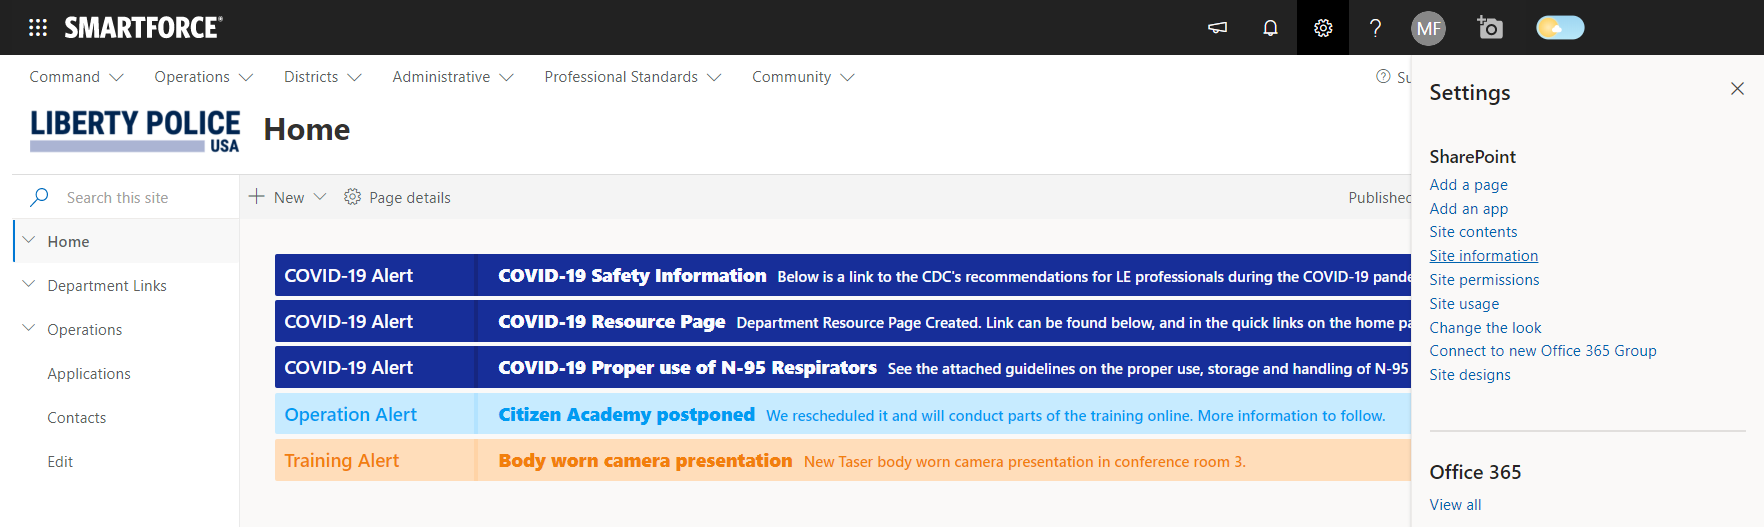 SMARTFORCE®
?
MF
Command
Operations
Districts
Administrative
Professional Standards
Community
LIBERTY POLICE
USA
Home
Search this site
Home
Department Links
Operations
Applications
Contacts
Edit
New
Page details
Published
COVID-19 Alert COVID-19 Safety Information Below is a link to the CDC's recommendations for LE professionals during the COVID-19
COVID-19 Alert COVID-19 Resource Page Department Resource Page Created. Link can be found below, and in the quick links on the home
COVID-19 Alert COVID-19 Proper use of N-95 Respirators See the attached guidelines on the proper use, storage and handling of N-95
Operation Alert Citizen Academy postponed We rescheduled it and will conduct parts of the training online. More information to follow.
Training Alert Body worn camera presentation New Taser body worn camera presentation in conference room 3.
Settings
SharePoint
Add a page
Add an app
Site contents
Site information
Site permissions
Site usage
Change the look
Connect to new Office 365 Group
Site designs
Office 365
View all